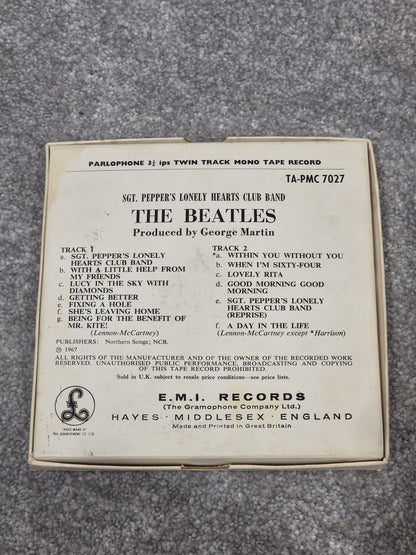 PARLOPHONE 3¾ ips TWIN TRACK MONO TAPE RECORD
TA-PMC 7027
SGT. PEPPER'S LONELY HEARTS CLUB BAND
THE BEATLES
Produced by George Martin
TRACK 1
a. SGT. PEPPER'S LONELY
HEARTS CLUB BAND
b. WITH A LITTLE HELP FROM
MY FRIENDS
c. LUCY IN THE SKY WITH
DIAMONDS
d. GETTING BETTER
e. FIXING A HOLE
f. SHE'S LEAVING HOME
g. BEING FOR THE BENEFIT OF
MR. KITE!
(Lennon-McCartney)
TRACK 2
*a. WITHIN YOU WITHOUT YOU
b. WHEN I'M SIXTY-FOUR
c. LOVELY RITA
d. GOOD MORNING GOOD
MORNING
e. SGT. PEPPER'S LONELY
HEARTS CLUB BAND
(REPRISE)
f. A DAY IN THE LIFE
(Lennon-McCartney except *Harrison)
PUBLISHERS: Northern Songs; NCB.
℗ 1967
ALL RIGHTS OF THE MANUFACTURER AND OF THE OWNER OF THE RECORDED WORK
RESERVED. UNAUTHORISED PUBLIC PERFORMANCE, BROADCASTING AND COPYING
OF THIS TAPE RECORD PROHIBITED.
Sold in U.K. subject to resale price conditions—see price lists.
£
TRADE MARK OF
THE GRAMOPHONE CO. LTD.
E.M.I. RECORDS
(The Gramophone Company Ltd.)
HAYES · MIDDLESEX · ENGLAND
Made and Printed in Great Britain